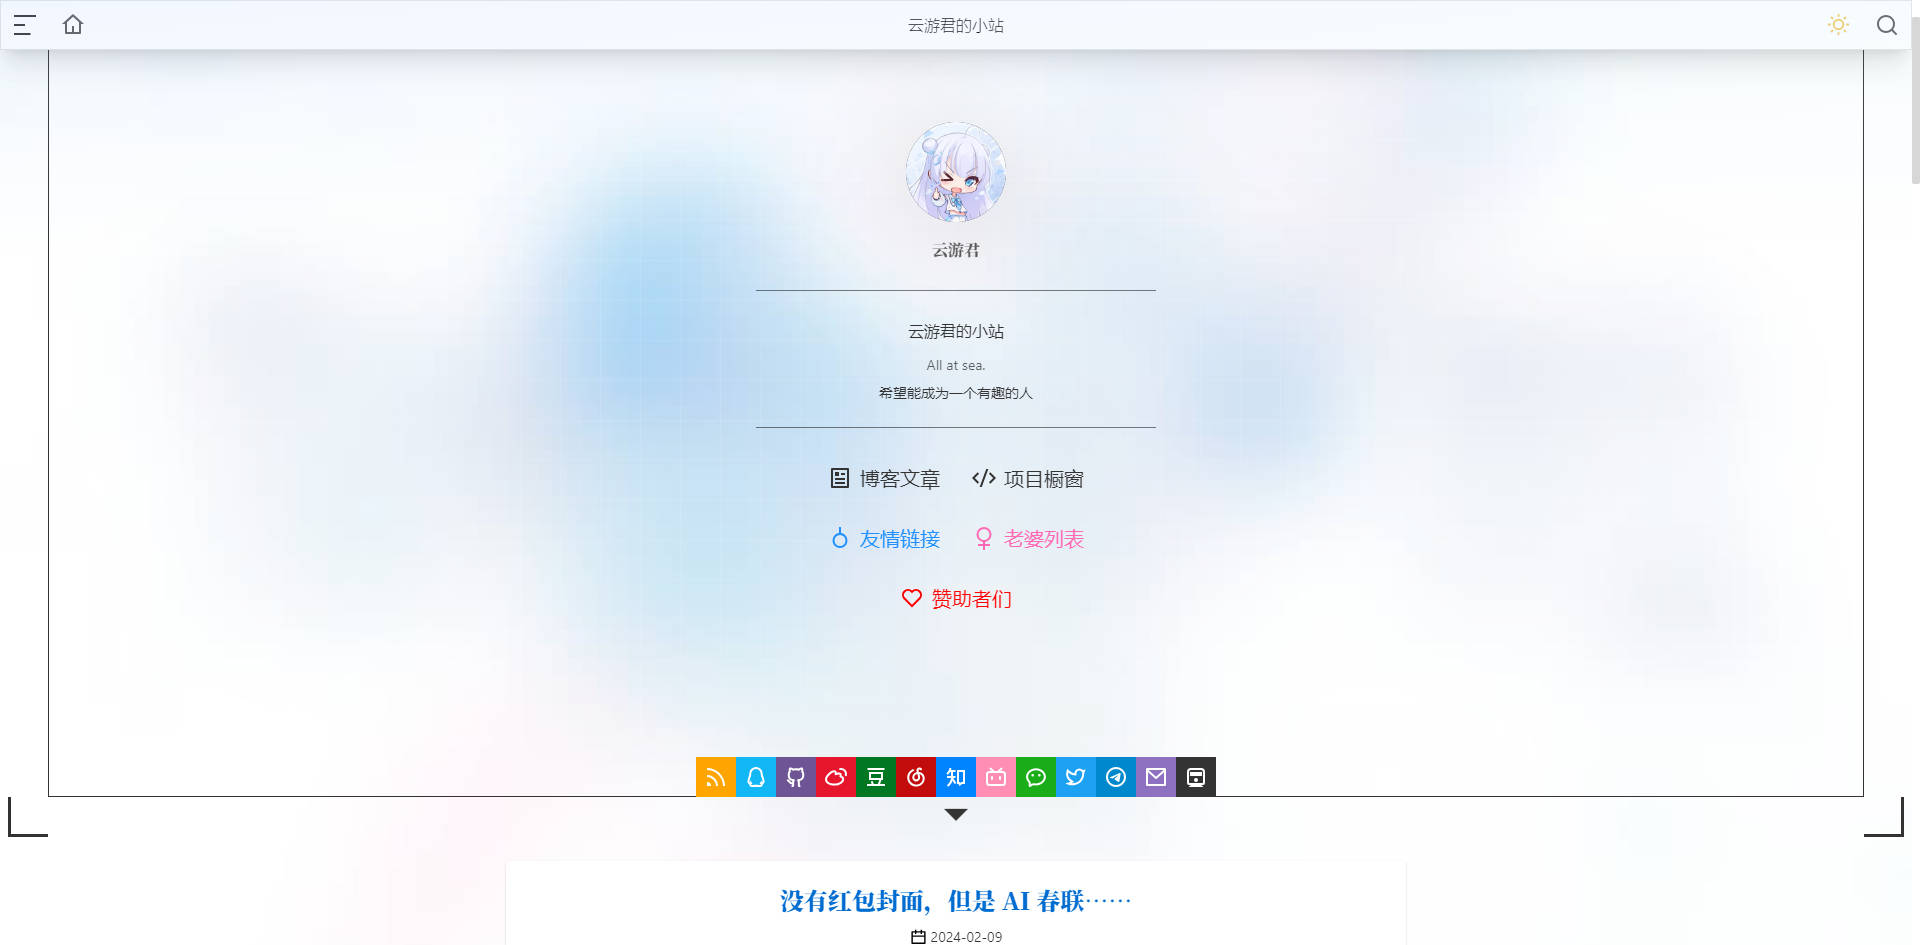 云游君的小站
云游君
云游君的小站
All at sea.
希望能成为一个有趣的人
博客文章 项目橱窗
友情链接 老婆列表
赞助者们
豆 知
没有红包封面，但是 AI 春联……
2024-02-09